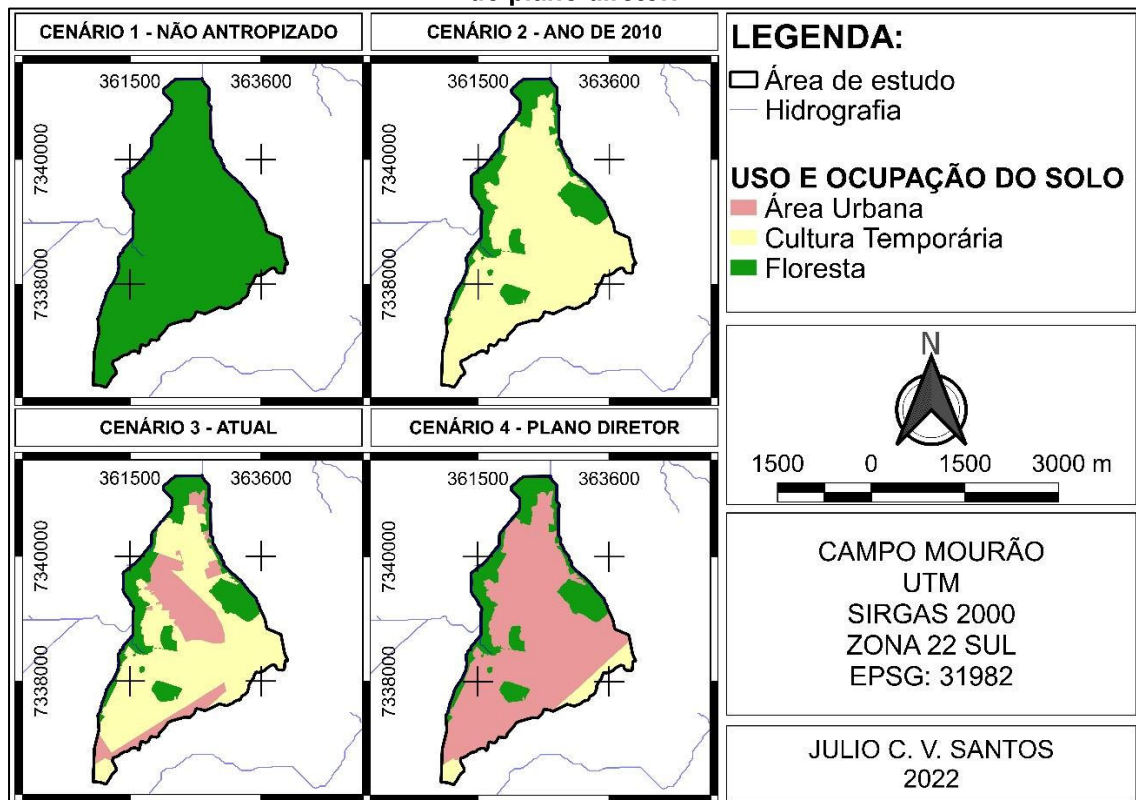 do plano diretor.
CENÁRIO 1 - NÃO ANTROPIZADO
361500 363600
7340000
7338000
CENÁRIO 2 - ANO DE 2010
361500 363600
7340000
7338000
CENÁRIO 3 - ATUAL
361500 363600
7340000
7338000
CENÁRIO 4 - PLANO DIRETOR
361500 363600
7340000
7338000
LEGENDA:
Área de estudo
Hidrografia
USO E OCUPAÇÃO DO SOLO
Área Urbana
Cultura Temporária
Floresta
N
1500 0 1500 3000 m
CAMPO MOURÃO
UTM
SIRGAS 2000
ZONA 22 SUL
EPSG: 31982
JULIO C. V. SANTOS
2022